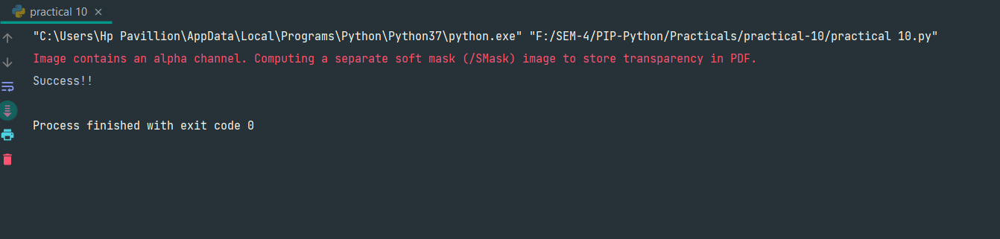 practical 10
"C:\Users\Hp Pavillion\AppData\Local\Programs\Python\Python37\python.exe" "F:/SEM-4/PIP-Python/Practicals/practical-10/practical 10.py"
Image contains an alpha channel. Computing a separate soft mask (/SMask) image to store transparency in PDF.
Success!!
Process finished with exit code 0